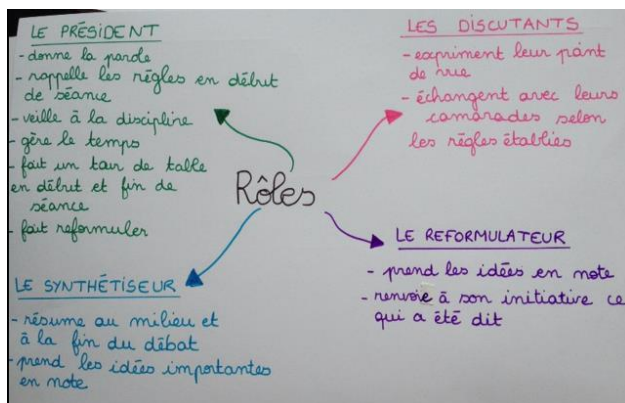 LE PRÉSIDENT
- donne la parole
- rappelle les règles en début
de séance
- veille à la discipline
- gère le temps
- fait un tour de table
en début et fin de
séance
- fait reformuler
LES DISCUTANTS
- expriment leur point
de vue
- échangent avec leurs
camarades selon
les règles établies
Rôles
LE SYNTHÉTISEUR
- résume au milieu et
à la fin du débat
- prend les idées importantes
en note
LE REFORMULATEUR
- prend les idées en note
- renvoie à son initiative ce
qui a été dit